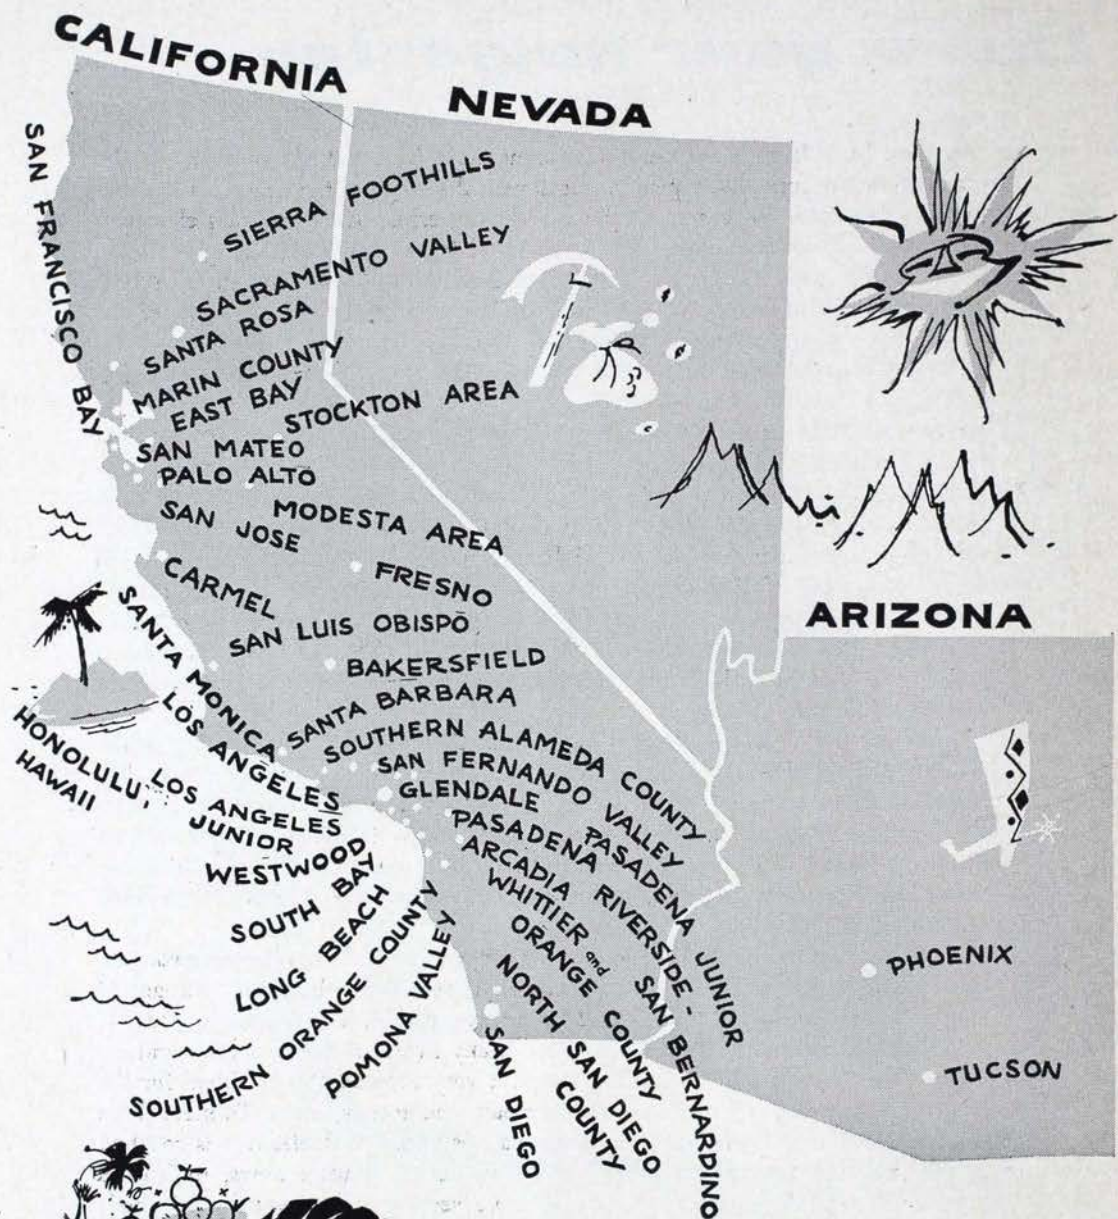 CALIFORNIA
NEVADA
SAN FRANCISCO BAY
SIERRA FOOTHILLS
SACRAMENTO VALLEY
SANTA ROSA
MARIN COUNTY
EAST BAY
STOCKTON AREA
SAN MATEO
PALO ALTO
MODESTA AREA
SAN JOSE
FRESNO
CARMEL
SAN LUIS OBISPO
BAKERSFIELD
SANTA BARBARA
SANTA MONICA
LOS ANGELES
HONOLULU,
HAWAII
LOS ANGELES
JUNIOR
WESTWOOD
SOUTH BAY
LONG BEACH
SOUTHERN ORANGE COUNTY
POMONA VALLEY
SOUTHERN ALAMEDA COUNTY
SAN FERNANDO VALLEY
GLENDALE
PASADENA JUNIOR
PASADENA
ARCADIA
RIVERSIDE-
SAN BERNARDINO
WHITTIER and
ORANGE COUNTY
NORTH SAN DIEGO
COUNTY
SAN DIEGO
ARIZONA
PHOENIX
TUCSON